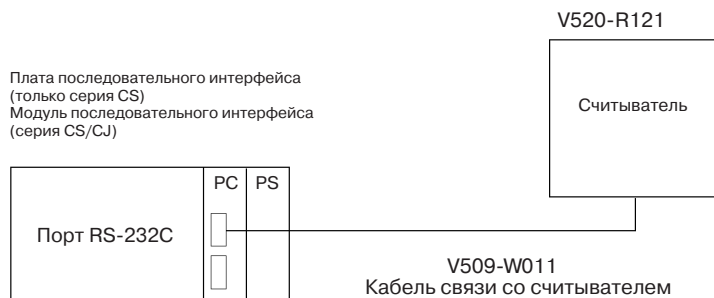 V520-R121
Плата последовательного интерфейса
(только серия CS)
Модуль последовательного интерфейса
(серия CS/CJ)
Считыватель
PC PS
Порт RS-232C
V509-W011
Кабель связи со считывателем